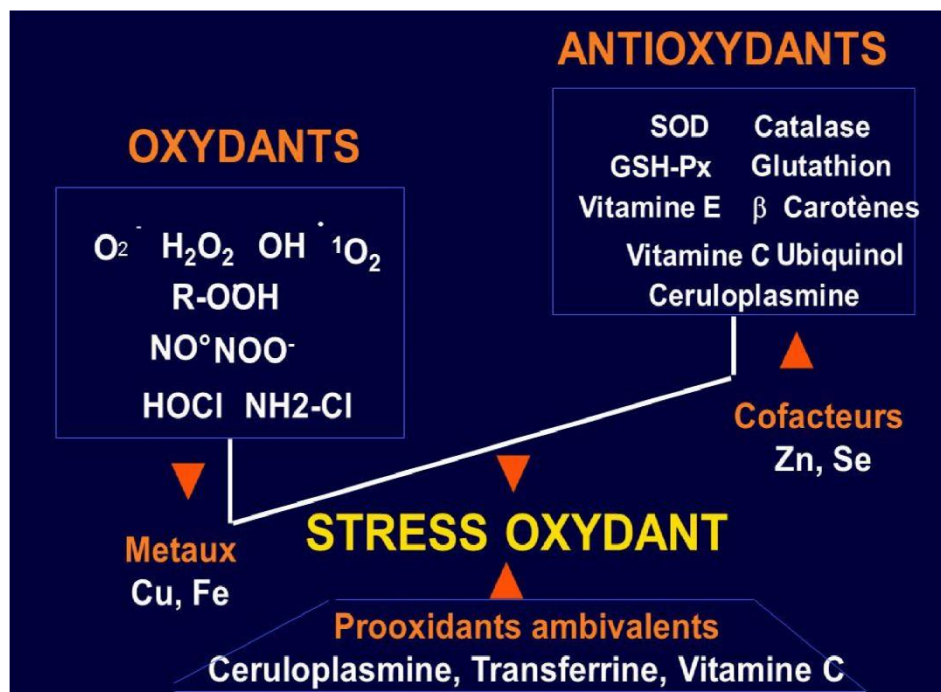 ANTIOXYDANTS
SOD Catalase
GSH-Px Glutathion
Vitamine E β Carotènes
Vitamine C Ubiquinol
Ceruloplasmine
OXYDANTS
O₂⁻ H₂O₂ OH˙ ¹O₂
R-OOH
NO° NOO⁻
HOCl NH2-Cl
Cofacteurs
Zn, Se
STRESS OXYDANT
Metaux
Cu, Fe
Prooxidants ambivalents
Ceruloplasmine, Transferrine, Vitamine C